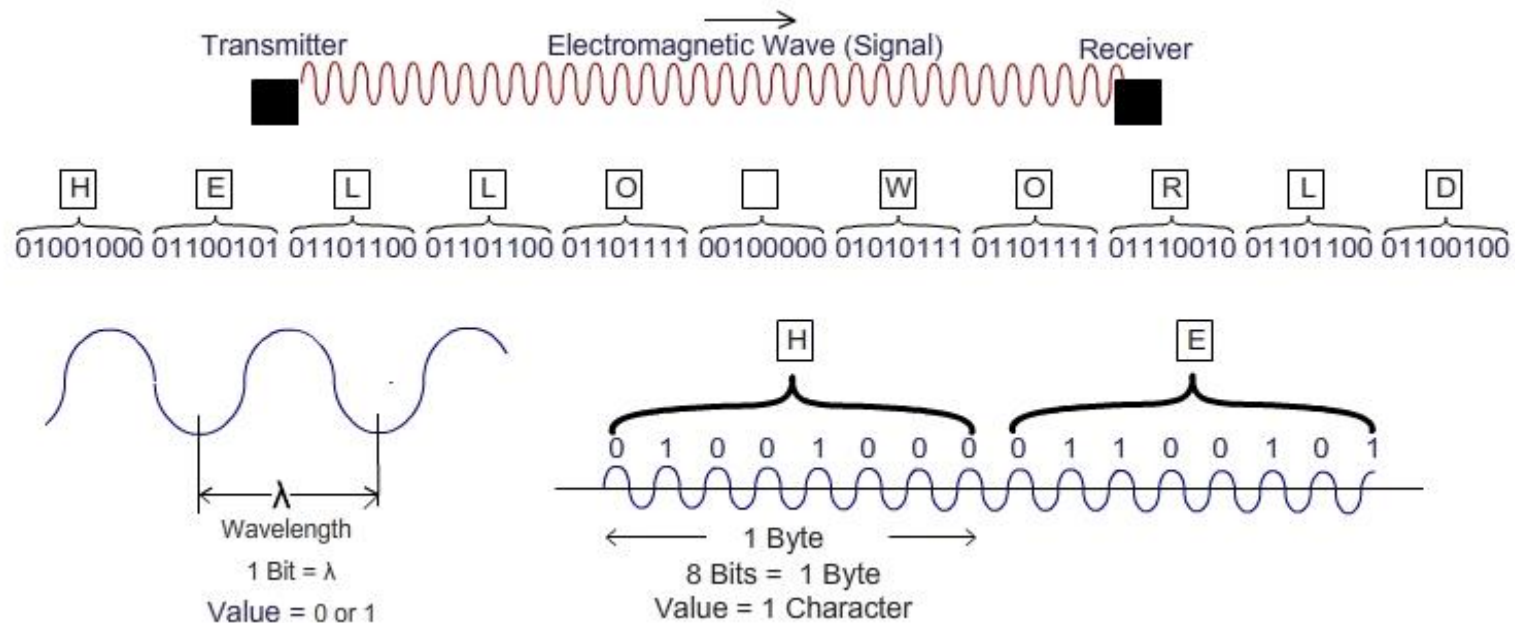 Transmitter
Electromagnetic Wave (Signal)
Receiver
H E L L O W O R L D
01001000 01100101 01101100 01101100 01101111 00100000 01010111 01101111 01110010 01101100 01100100
λ
Wavelength
1 Bit = λ
Value = 0 or 1
H E
0 1 0 0 1 0 0 0 0 1 1 0 0 1 0 1
1 Byte
8 Bits = 1 Byte
Value = 1 Character